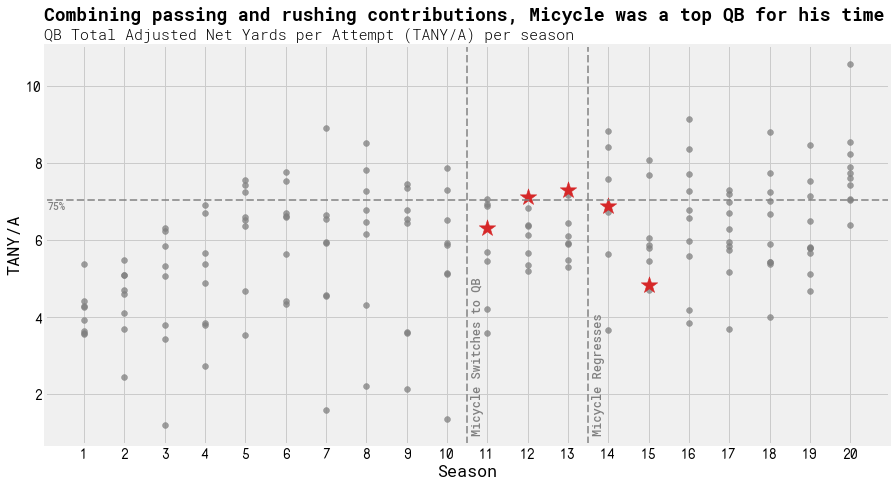 Combining passing and rushing contributions, Micycle was a top QB for his time
QB Total Adjusted Net Yards per Attempt (TANY/A) per season
10
8
75%
6
4
2
TANY/A
Micycle Switches to QB
Micycle Regresses
1 2 3 4 5 6 7 8 9 10 11 12 13 14 15 16 17 18 19 20
Season